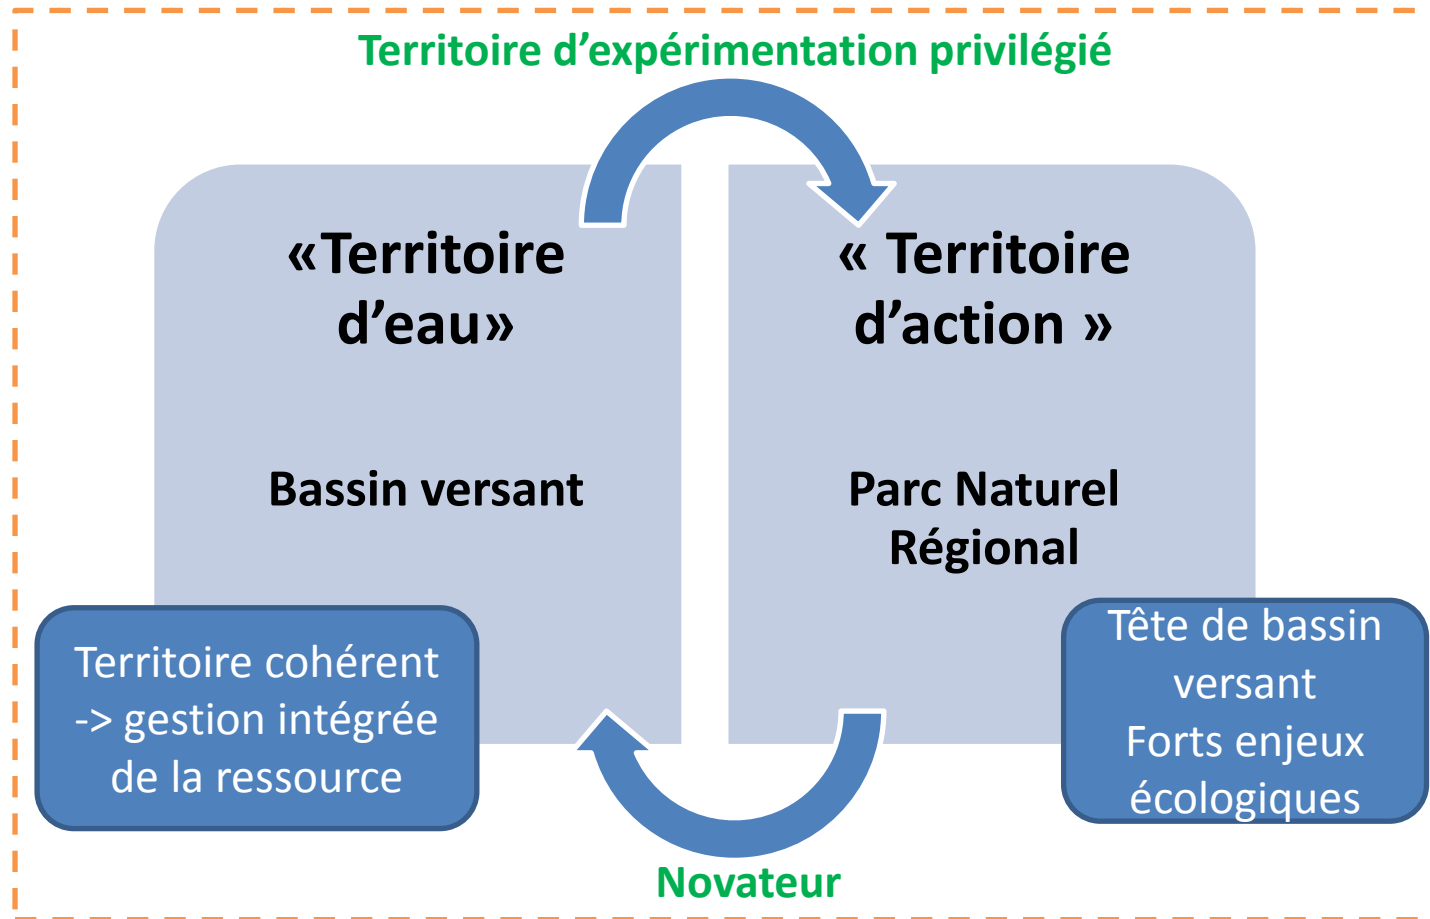 Territoire d’expérimentation privilégié
«Territoire
d’eau»
Bassin versant
Territoire cohérent
-> gestion intégrée
de la ressource
« Territoire
d’action »
Parc Naturel
Régional
Tête de bassin
versant
Forts enjeux
écologiques
Novateur